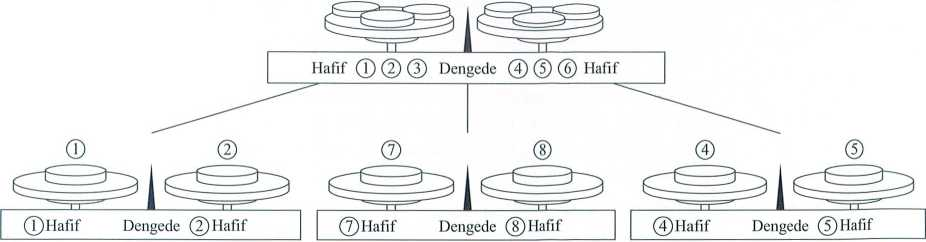 Hafif ① ② ③ Dengede ④ ⑤ ⑥ Hafif
① ② ⑦ ⑧ ④ ⑤
① Hafif Dengede ② Hafif
⑦ Hafif Dengede ⑧ Hafif
④ Hafif Dengede ⑤ Hafif